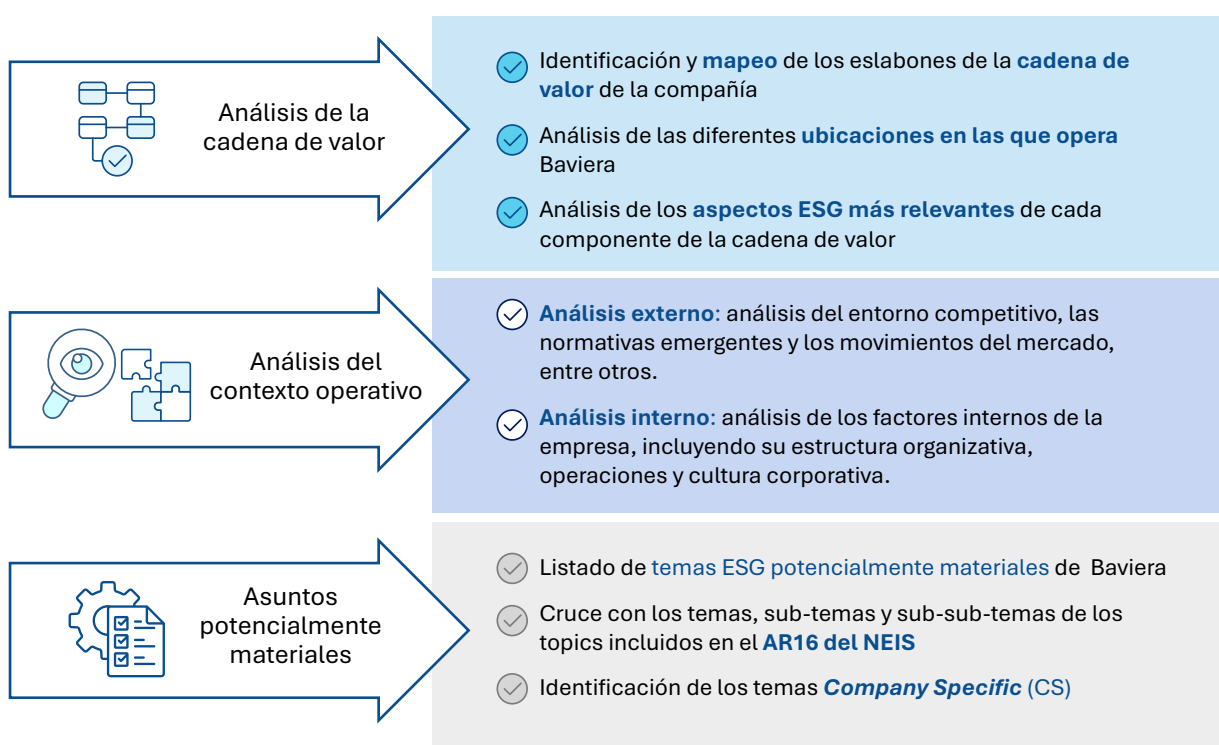 Análisis de la
cadena de valor
Identificación y mapeo de los eslabones de la cadena de
valor de la compañía
Análisis de las diferentes ubicaciones en las que opera
Baviera
Análisis de los aspectos ESG más relevantes de cada
componente de la cadena de valor
Análisis del
contexto operativo
Análisis externo: análisis del entorno competitivo, las
normativas emergentes y los movimientos del mercado,
entre otros.
Análisis interno: análisis de los factores internos de la
empresa, incluyendo su estructura organizativa,
operaciones y cultura corporativa.
Asuntos
potencialmente
materiales
Listado de temas ESG potencialmente materiales de Baviera
Cruce con los temas, sub-temas y sub-sub-temas de los
topics incluidos en el AR16 del NEIS
Identificación de los temas Company Specific (CS)